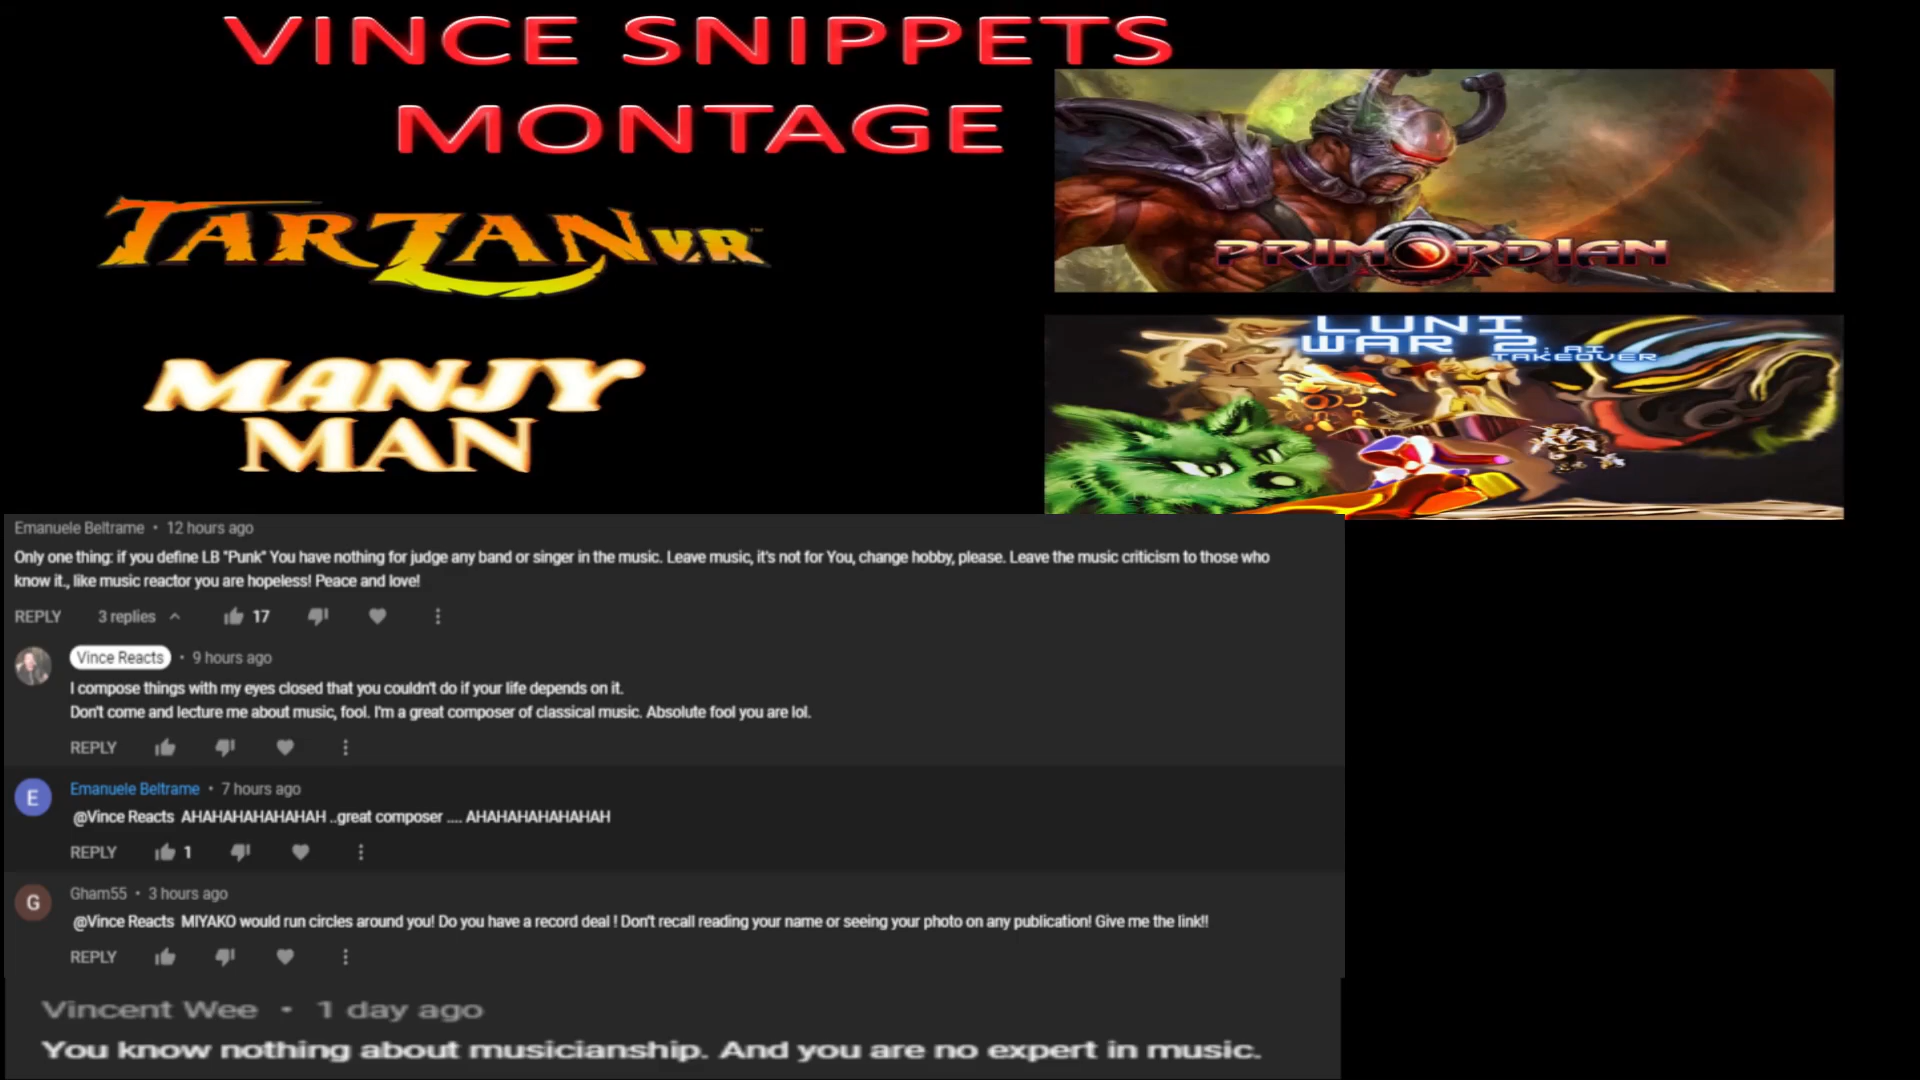 VINCE SNIPPETS
MONTAGE
TARZAN VR™
PRIMORDIAN
MANJY
MAN
LUNI
WAR 2: AI
TAKEOVER
Emanuele Beltrame • 12 hours ago
Only one thing: if you define LB "Punk" You have nothing for judge any band or singer in the music. Leave music, it's not for You, change hobby, please. Leave the music criticism to those who
know it., like music reactor you are hopeless! Peace and love!
REPLY 3 replies 17
Vince Reacts • 9 hours ago
I compose things with my eyes closed that you couldn't do if your life depends on it.
Don't come and lecture me about music, fool. I'm a great composer of classical music. Absolute fool you are lol.
REPLY
E
Emanuele Beltrame • 7 hours ago
@Vince Reacts AHAHAHAHAHAHAH ..great composer .... AHAHAHAHAHAHAH
REPLY 1
G
Gham55 • 3 hours ago
@Vince Reacts MIYAKO would run circles around you! Do you have a record deal ! Don't recall reading your name or seeing your photo on any publication! Give me the link!!
REPLY
Vincent Wee • 1 day ago
You know nothing about musicianship. And you are no expert in music.